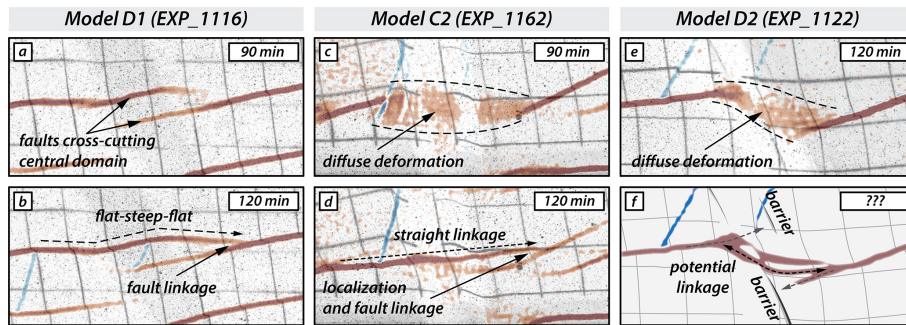 Model D1 (EXP_1116)
Model C2 (EXP_1162)
Model D2 (EXP_1122)
a
90 min
faults cross-cutting
central domain
c
90 min
diffuse deformation
e
120 min
diffuse deformation
b
120 min
flat-steep-flat
fault linkage
d
120 min
straight linkage
localization
and fault linkage
f
???
barrier
potential
linkage
barrier